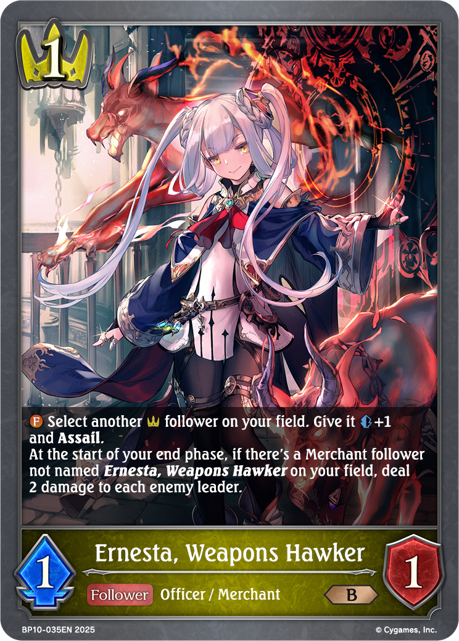 1
F Select another follower on your field. Give it +1
and Assail.
At the start of your end phase, if there's a Merchant follower
not named Ernesta, Weapons Hawker on your field, deal
2 damage to each enemy leader.
Ernesta, Weapons Hawker
1
Follower Officer / Merchant B
1
BP10-035EN 2025 © Cygames, Inc.